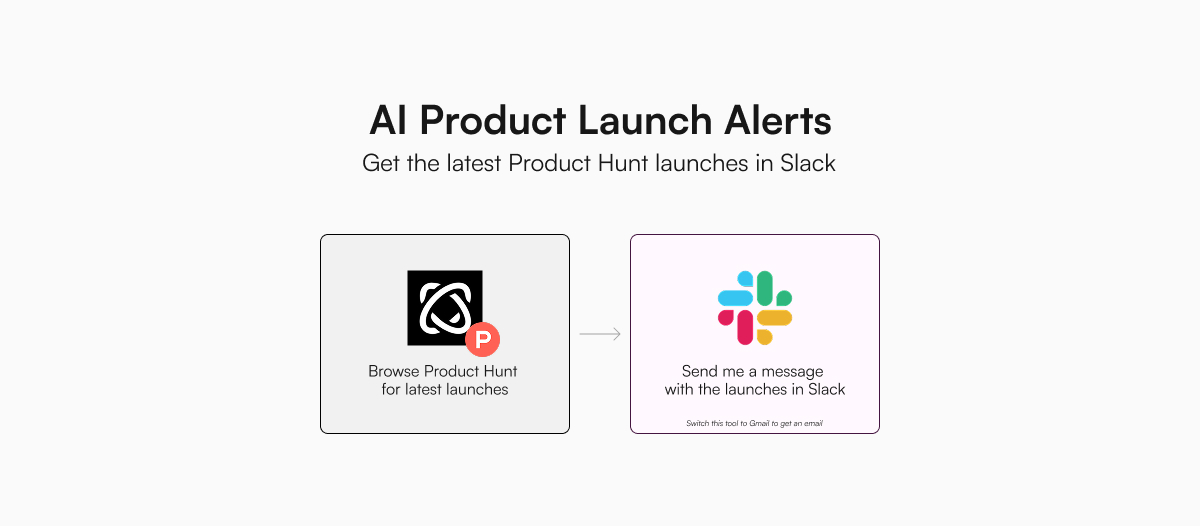 AI Product Launch Alerts
Get the latest Product Hunt launches in Slack
P
Browse Product Hunt
for latest launches
Send me a message
with the launches in Slack
Switch this tool to Gmail to get an email